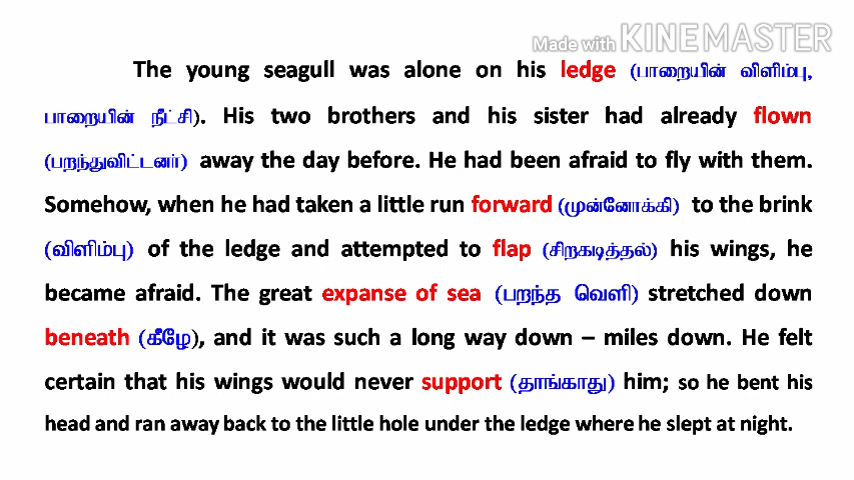 Made with KINEMASTER
The young seagull was alone on his ledge (பாறையின் விளிம்பு,
பாறையின் நீட்சி). His two brothers and his sister had already flown
(பறந்துவிட்டனர்) away the day before. He had been afraid to fly with them.
Somehow, when he had taken a little run forward (முன்னோக்கி) to the brink
(விளிம்பு) of the ledge and attempted to flap (சிறகடித்தல்) his wings, he
became afraid. The great expanse of sea (பறந்த வெளி) stretched down
beneath (கீழே), and it was such a long way down – miles down. He felt
certain that his wings would never support (தாங்காது) him; so he bent his
head and ran away back to the little hole under the ledge where he slept at night.